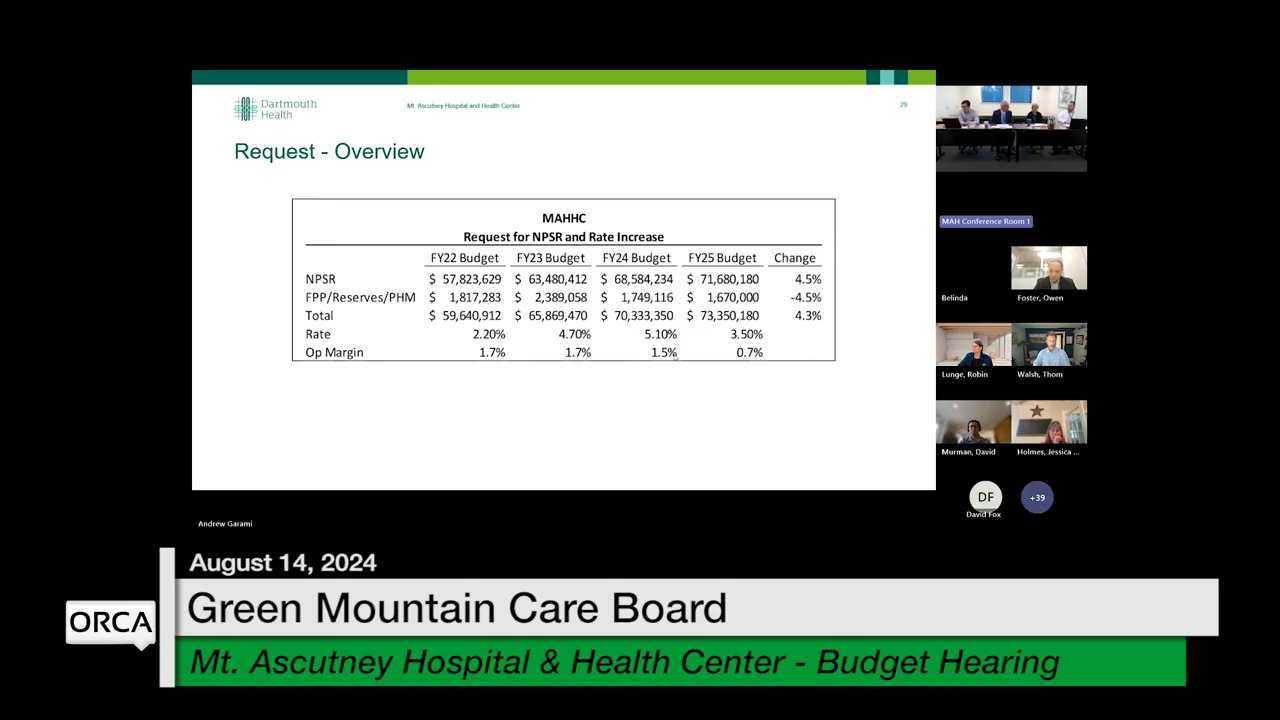 Dartmouth
Health
Mt. Ascutney Hospital and Health Center
29
Request - Overview
MAHHC
Request for NPSR and Rate Increase
FY22 Budget FY23 Budget FY24 Budget FY25 Budget Change
NPSR $ 57,823,629 $ 63,480,412 $ 68,584,234 $ 71,680,180 4.5%
FPP/Reserves/PHM $ 1,817,283 $ 2,389,058 $ 1,749,116 $ 1,670,000 -4.5%
Total $ 59,640,912 $ 65,869,470 $ 70,333,350 $ 73,350,180 4.3%
Rate 2.20% 4.70% 5.10% 3.50%
Op Margin 1.7% 1.7% 1.5% 0.7%
MAH Conference Room 1
Belinda
Foster, Owen
Lunge, Robin
Walsh, Thom
Murman, David
Holmes, Jessica ...
DF
David Fox
+39
Andrew Garami
August 14, 2024
ORCA
Green Mountain Care Board
Mt. Ascutney Hospital & Health Center - Budget Hearing